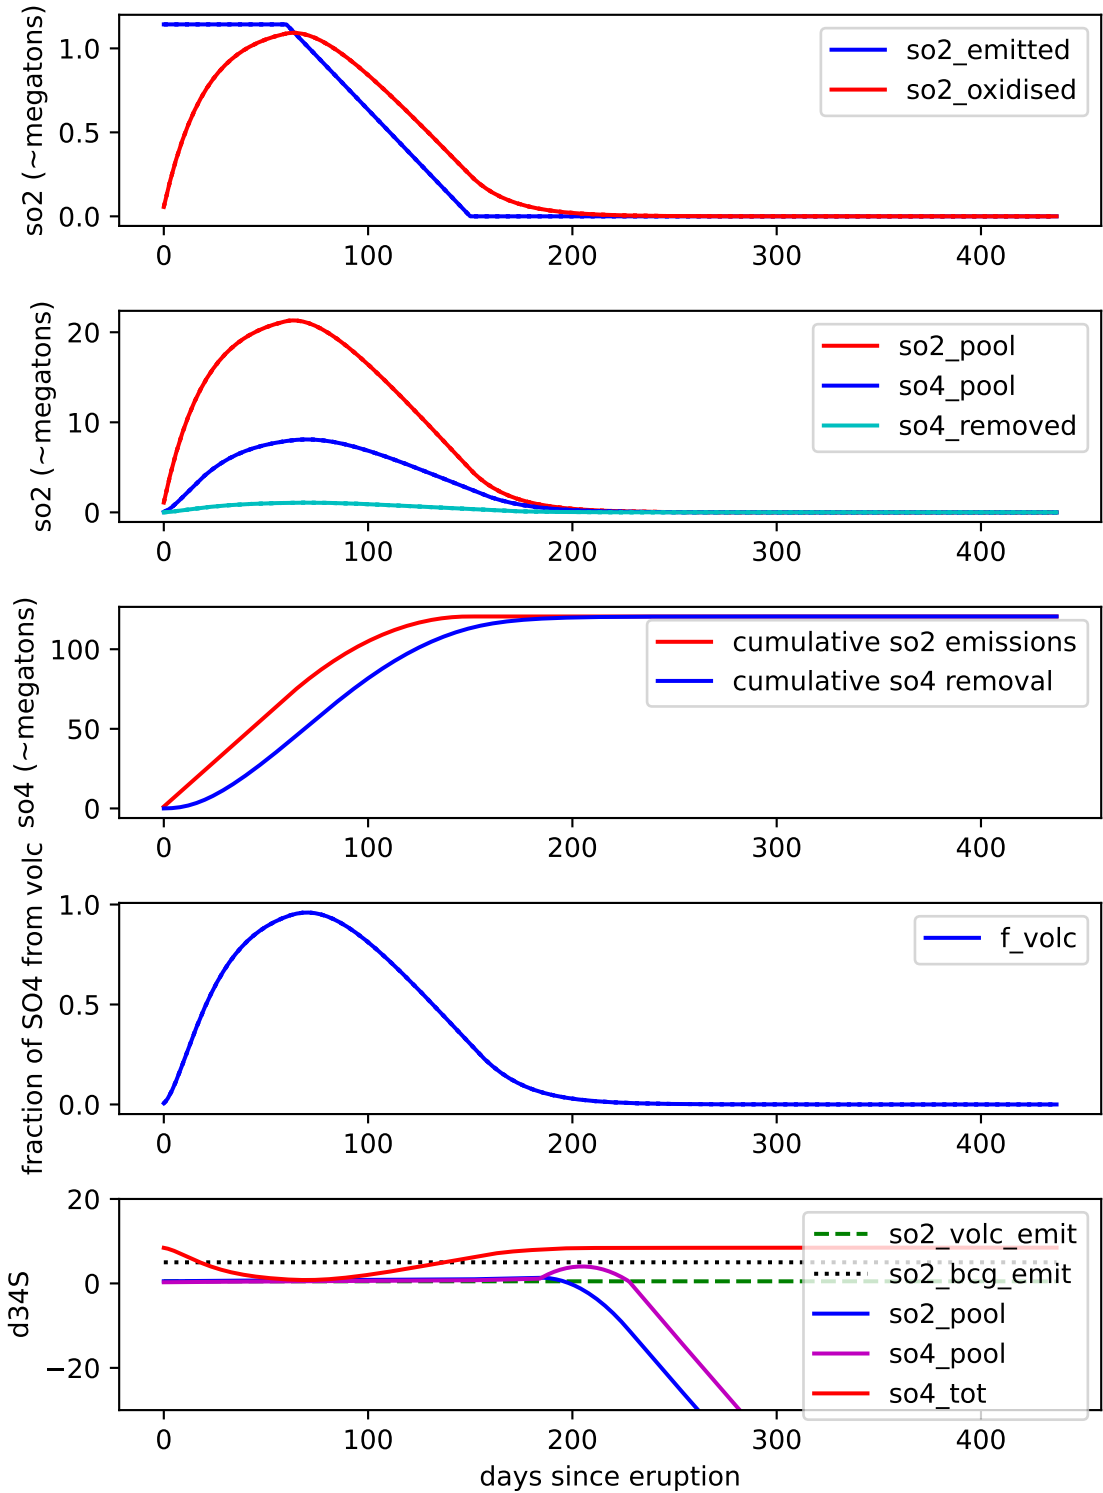 so2 (~megatons)
1.0
0.5
0.0
so2_emitted
so2_oxidised
0 100 200 300 400
so2 (~megatons)
20
10
0
so2_pool
so4_pool
so4_removed
0 100 200 300 400
so4 (~megatons)
100
50
0
cumulative so2 emissions
cumulative so4 removal
0 100 200 300 400
fraction of SO4 from volc
1.0
0.5
0.0
f_volc
0 100 200 300 400
d34S
20
0
−20
so2_volc_emit
so2_bcg_emit
so2_pool
so4_pool
so4_tot
0 100 200 300 400
days since eruption